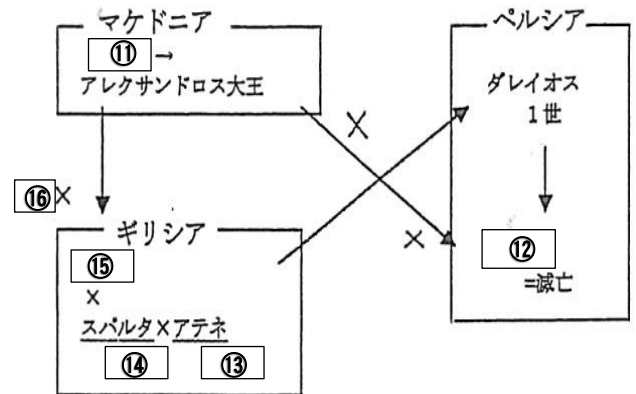 マケドニア
⑪→
アレクサンドロス大王
ペルシア
ダレイオス
1世
⑫
=滅亡
×
×
⑯×
ギリシア
⑮
×
スパルタ×アテネ
⑭ ⑬